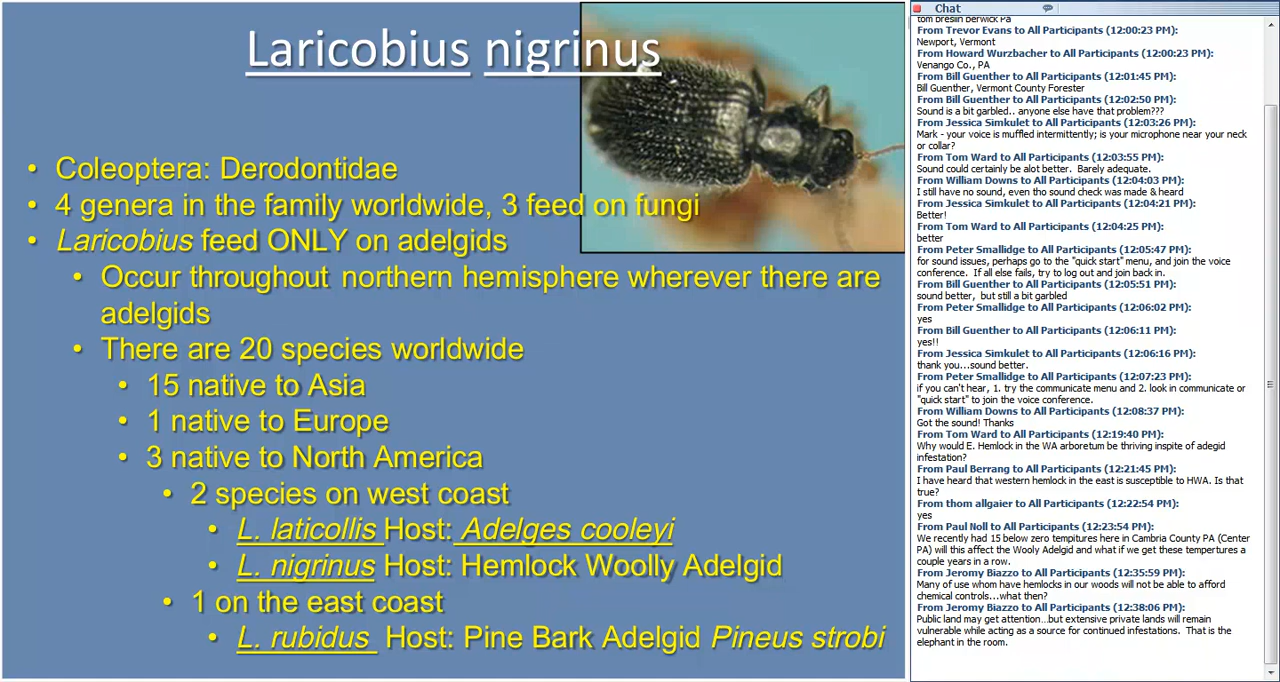 Laricobius nigrinus
• Coleoptera: Derodontidae
• 4 genera in the family worldwide, 3 feed on fungi
• Laricobius feed ONLY on adelgids
• Occur throughout northern hemisphere wherever there are
adelgids
• There are 20 species worldwide
• 15 native to Asia
• 1 native to Europe
• 3 native to North America
• 2 species on west coast
• L. laticollis Host: Adelges cooleyi
• L. nigrinus Host: Hemlock Woolly Adelgid
• 1 on the east coast
• L. rubidus Host: Pine Bark Adelgid Pineus strobi
Chat
tom breslin berwick Pa
From Trevor Evans to All Participants (12:00:23 PM):
Newport, Vermont
From Howard Wurzbacher to All Participants (12:00:23 PM):
Venango Co., PA
From Bill Guenther to All Participants (12:01:45 PM):
Bill Guenther, Vermont County Forester
From Bill Guenther to All Participants (12:02:50 PM):
Sound is a bit garbled.. anyone else have that problem???
From Jessica Simkulet to All Participants (12:03:26 PM):
Mark - your voice is muffled intermittently; is your microphone near your neck
or collar?
From Tom Ward to All Participants (12:03:55 PM):
Sound could certainly be alot better. Barely adequate.
From William Downs to All Participants (12:04:03 PM):
I still have no sound, even tho sound check was made & heard
From Jessica Simkulet to All Participants (12:04:21 PM):
Better!
From Tom Ward to All Participants (12:04:25 PM):
better
From Peter Smallidge to All Participants (12:05:47 PM):
for sound issues, perhaps go to the "quick start" menu, and join the voice
conference. If all else fails, try to log out and join back in.
From Bill Guenther to All Participants (12:05:51 PM):
sound better, but still a bit garbled
From Peter Smallidge to All Participants (12:06:02 PM):
yes
From Bill Guenther to All Participants (12:06:11 PM):
yes!!
From Jessica Simkulet to All Participants (12:06:16 PM):
thank you...sound better.
From Peter Smallidge to All Participants (12:07:23 PM):
if you can't hear, 1. try the communicate menu and 2. look in communicate or
"quick start" to join the voice conference.
From William Downs to All Participants (12:08:37 PM):
Got the sound! Thanks
From Tom Ward to All Participants (12:19:40 PM):
Why would E. Hemlock in the WA arboretum be thriving inspite of adegid
infestation?
From Paul Berrang to All Participants (12:21:45 PM):
I have heard that western hemlock in the east is susceptible to HWA. Is that
true?
From thom allgaier to All Participants (12:22:54 PM):
yes
From Paul Noll to All Participants (12:23:54 PM):
We recently had 15 below zero tempitures here in Cambria County PA (Center
PA) will this affect the Wooly Adelgid and what if we get these tempertures a
couple years in a row.
From Jeromy Biazzo to All Participants (12:35:59 PM):
Many of use whom have hemlocks in our woods will not be able to afford
chemical controls...what then?
From Jeromy Biazzo to All Participants (12:38:06 PM):
Public land may get attention...but extensive private lands will remain
vulnerable while acting as a source for continued infestations. That is the
elephant in the room.